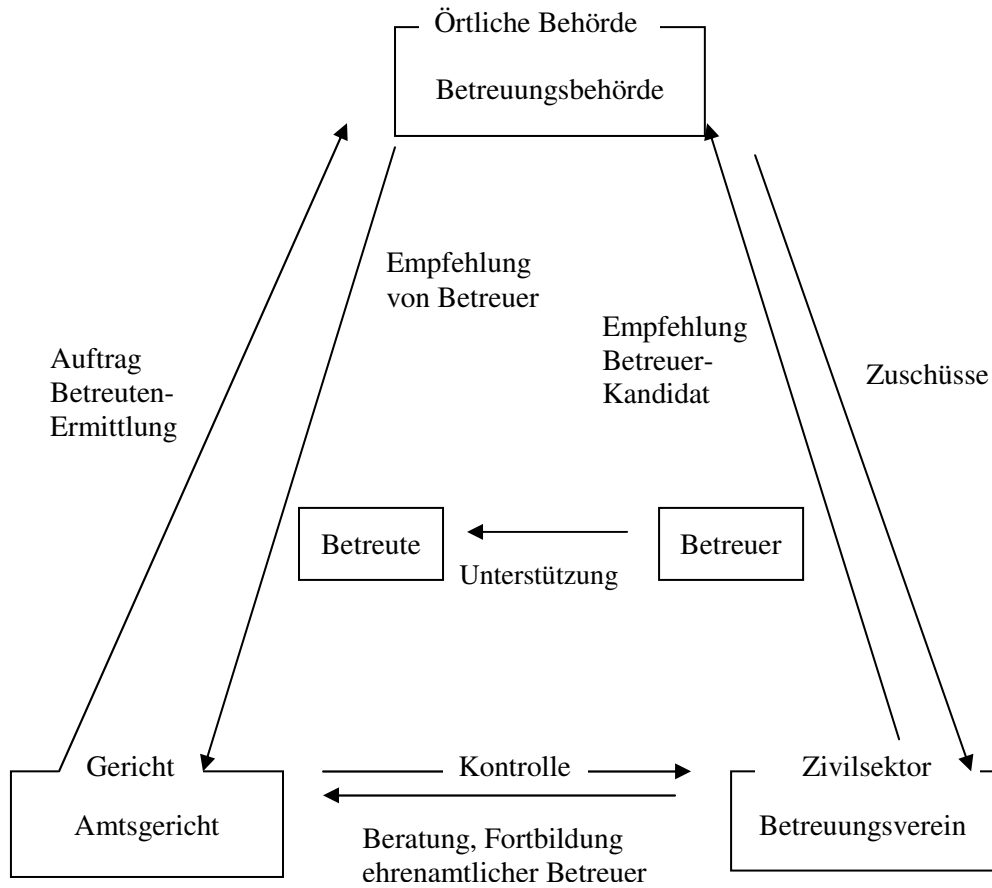 Örtliche Behörde
Betreuungsbehörde
Empfehlung
von Betreuer
Empfehlung
Betreuer-
Kandidat
Auftrag
Betreuten-
Ermittlung
Zuschüsse
Betreute
Betreuer
Unterstützung
Gericht
Amtsgericht
Kontrolle
Zivilsektor
Betreuungsverein
Beratung, Fortbildung
ehrenamtlicher Betreuer